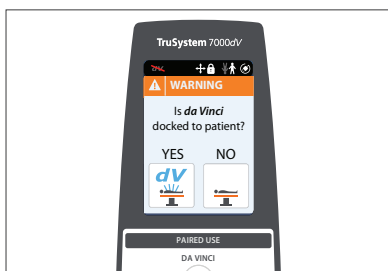 TruSystem 7000dV
WARNING
Is da Vinci
docked to patient?
YES NO
dV
PAIRED USE
DA VINCI